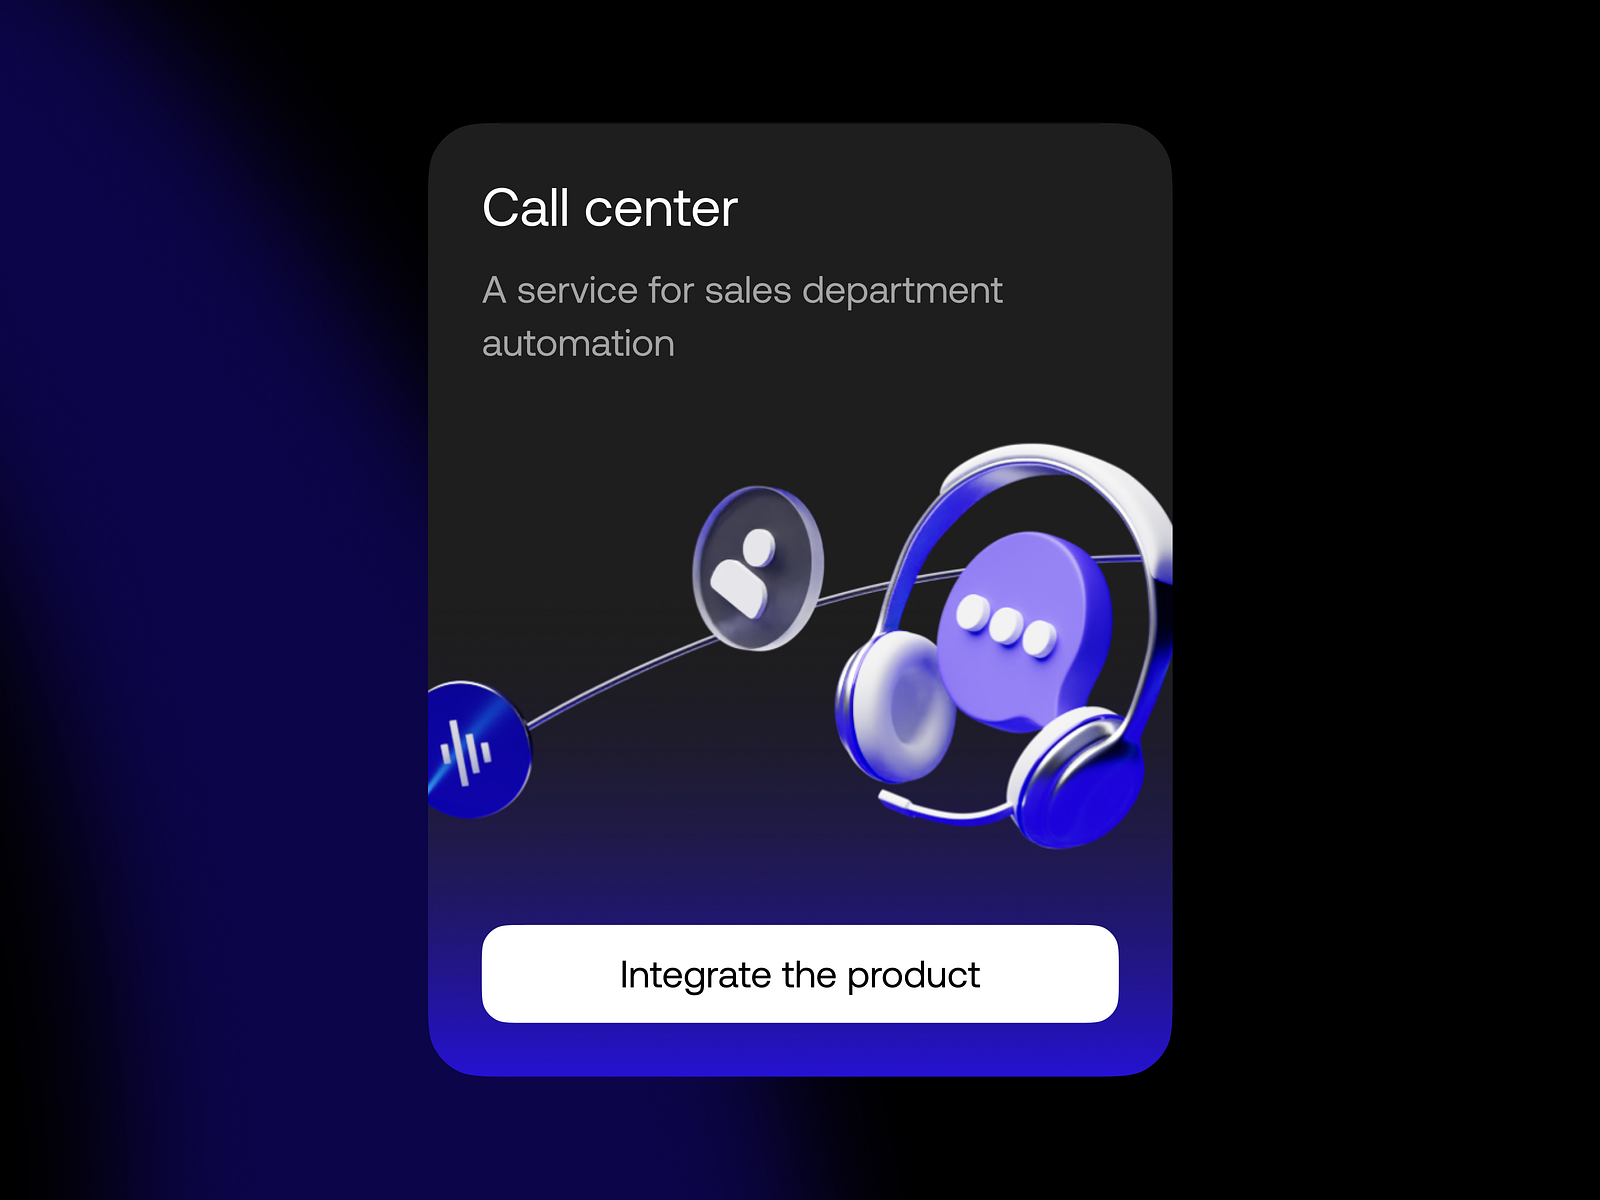 Call center
A service for sales department
automation
Integrate the product